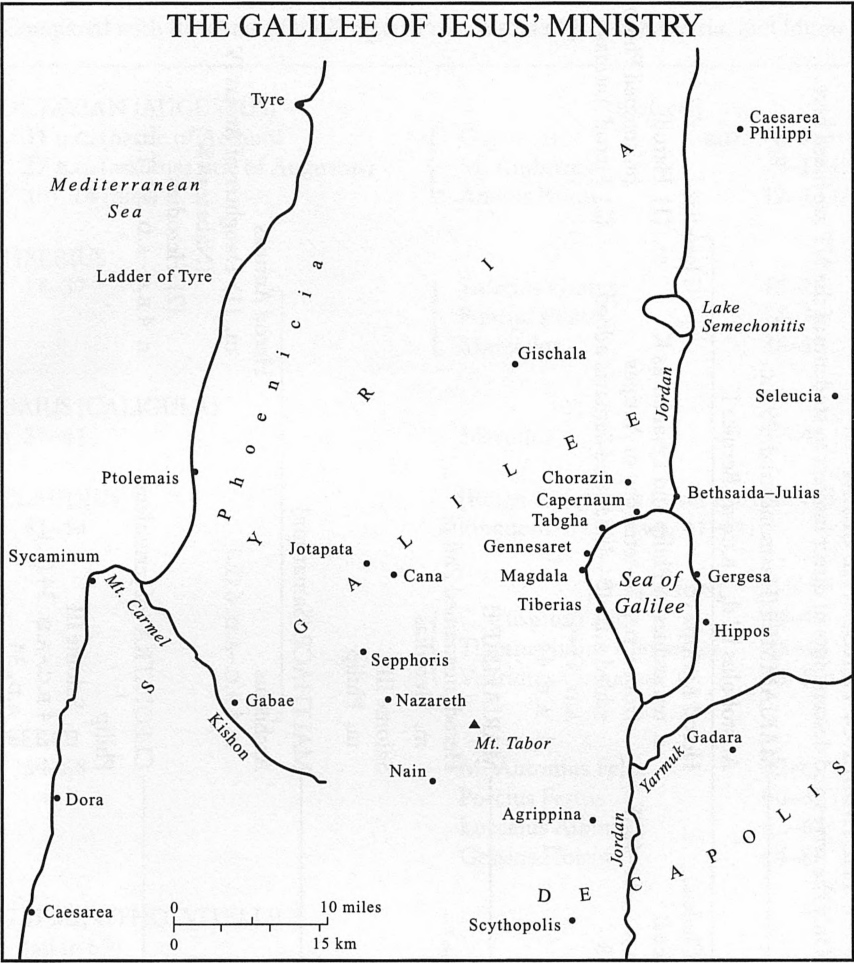 THE GALILEE OF JESUS' MINISTRY
Tyre
Caesarea
Philippi
Mediterranean
Sea
Ladder of Tyre
Phoenicia
SYRIA
Lake
Semechonitis
Gischala
Jordan
Seleucia
GALILEE
Ptolemais
Chorazin
Capernaum
Bethsaida–Julias
Tabgha
Sycaminum
Jotapata
Gennesaret
Mt. Carmel
Cana
Magdala
Sea of
Galilee
Gergesa
Tiberias
Hippos
Sepphoris
Gabae
Nazareth
Kishon
Mt. Tabor
Gadara
Yarmuk
Nain
Dora
Agrippina
Jordan
DECAPOLIS
Caesarea
0 10 miles
0 15 km
Scythopolis